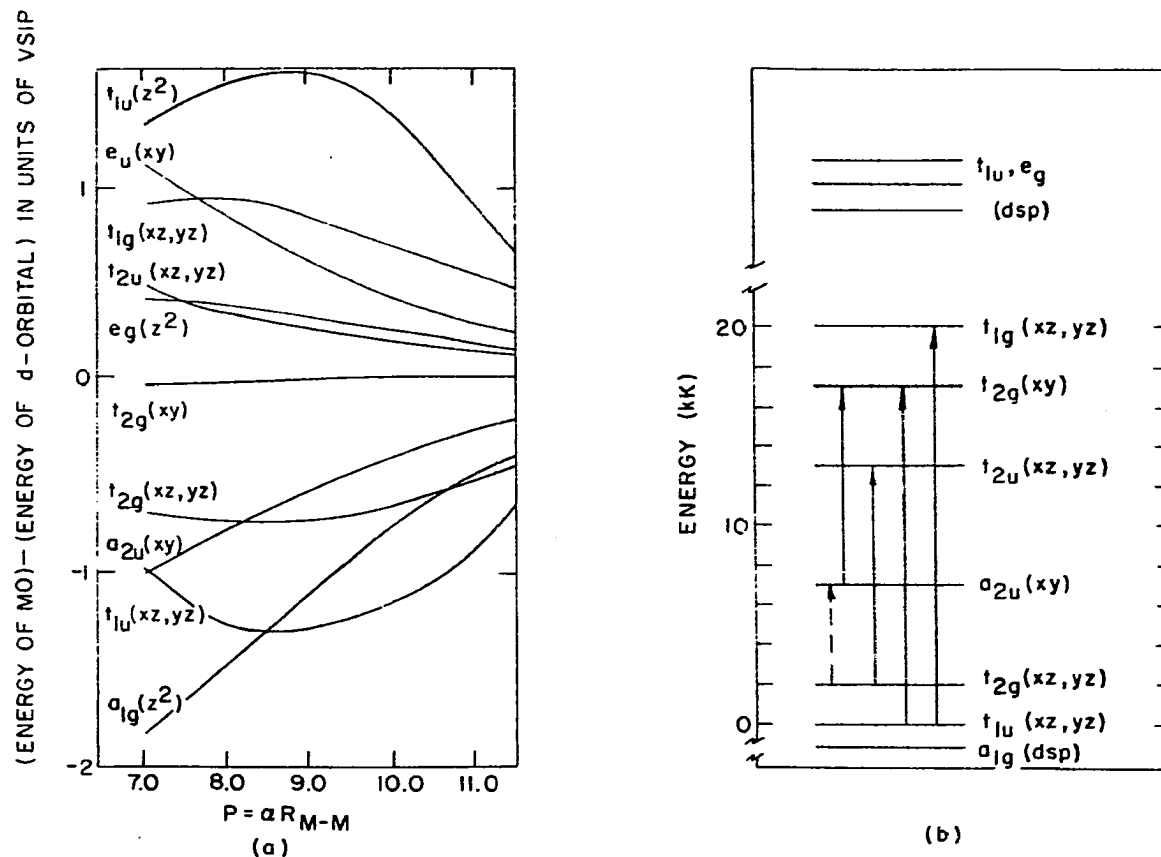 (ENERGY OF MO)–(ENERGY OF d-ORBITAL) IN UNITS OF VSIP
t1u(z²)
eu(xy)
1
t1g(xz,yz)
t2u(xz,yz)
eg(z²)
0
t2g(xy)
t2g(xz,yz)
a2u(xy)
-1
t1u(xz,yz)
a1g(z²)
-2
7.0 8.0 9.0 10.0 11.0
P = αR M-M
(a)
ENERGY (kK)
t1u, eg
(dsp)
20
t1g(xz,yz)
t2g(xy)
t2u(xz,yz)
10
a2u(xy)
t2g(xz,yz)
0
t1u (xz,yz)
a1g (dsp)
(b)